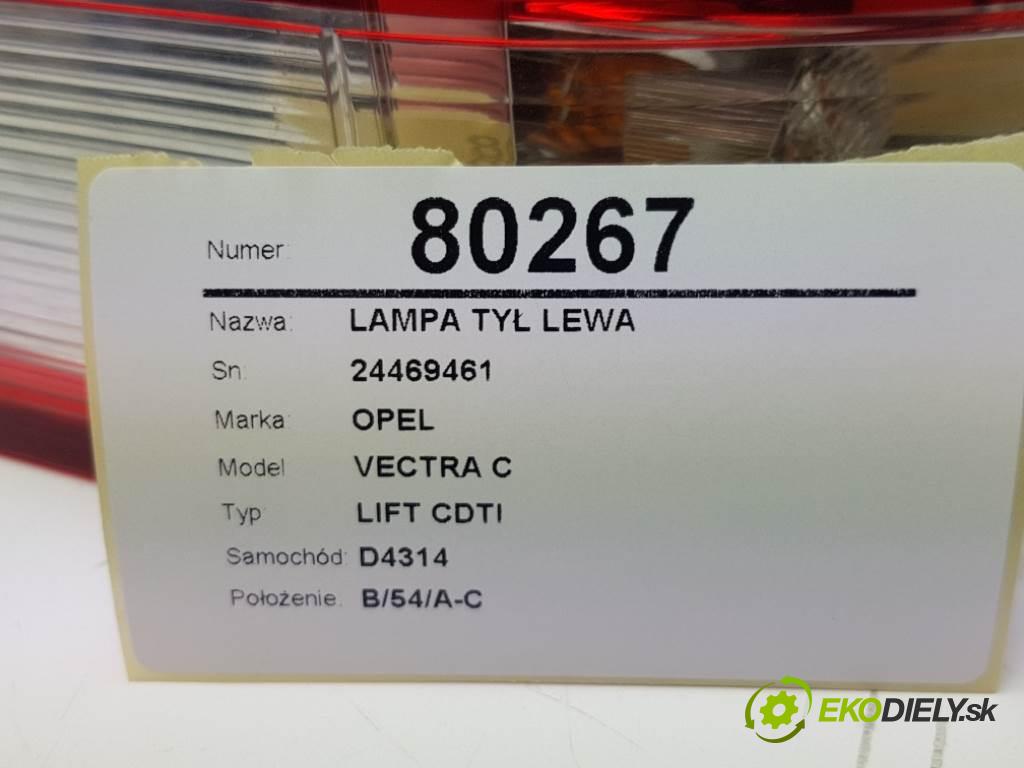 Numer: 80267
Nazwa: LAMPA TYŁ LEWA
Sn: 24469461
Marka: OPEL
Model VECTRA C
Typ: LIFT CDTI
Samochód: D4314
Położenie: B/54/A-C
EKODIELY.sk